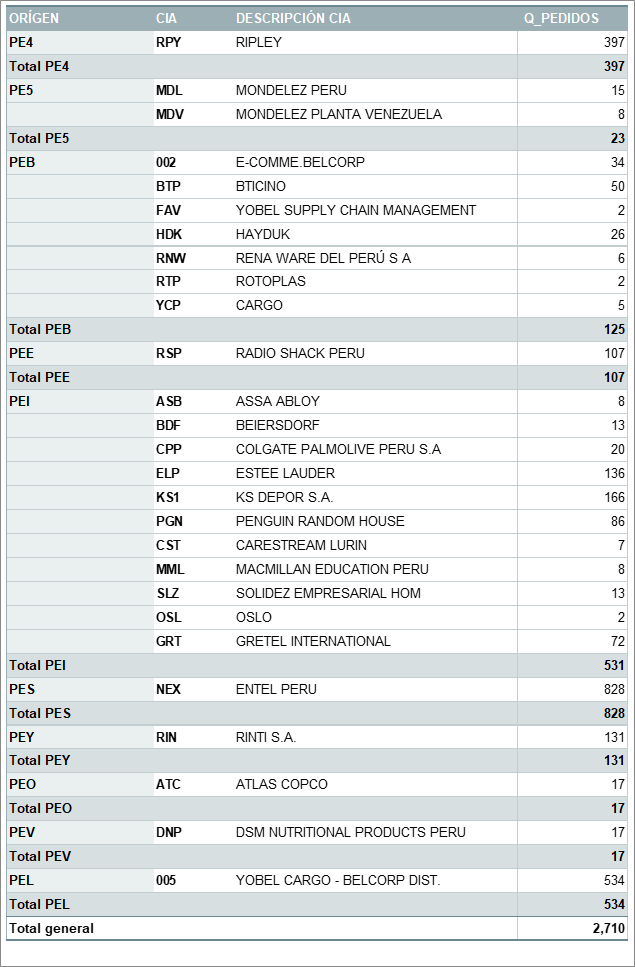 ORÍGEN CIA DESCRIPCIÓN CIA Q_PEDIDOS
PE4 RPY RIPLEY 397
Total PE4 397
PE5 MDL MONDELEZ PERU 15
MDV MONDELEZ PLANTA VENEZUELA 8
Total PE5 23
PEB 002 E-COMME.BELCORP 34
BTP BTICINO 50
FAV YOBEL SUPPLY CHAIN MANAGEMENT 2
HDK HAYDUK 26
RNW RENA WARE DEL PERÚ S A 6
RTP ROTOPLAS 2
YCP CARGO 5
Total PEB 125
PEE RSP RADIO SHACK PERU 107
Total PEE 107
PEI ASB ASSA ABLOY 8
BDF BEIERSDORF 13
CPP COLGATE PALMOLIVE PERU S.A 20
ELP ESTEE LAUDER 136
KS1 KS DEPOR S.A. 166
PGN PENGUIN RANDOM HOUSE 86
CST CARESTREAM LURIN 7
MML MACMILLAN EDUCATION PERU 8
SLZ SOLIDEZ EMPRESARIAL HOM 13
OSL OSLO 2
GRT GRETEL INTERNATIONAL 72
Total PEI 531
PES NEX ENTEL PERU 828
Total PES 828
PEY RIN RINTI S.A. 131
Total PEY 131
PEO ATC ATLAS COPCO 17
Total PEO 17
PEV DNP DSM NUTRITIONAL PRODUCTS PERU 17
Total PEV 17
PEL 005 YOBEL CARGO - BELCORP DIST. 534
Total PEL 534
Total general 2,710